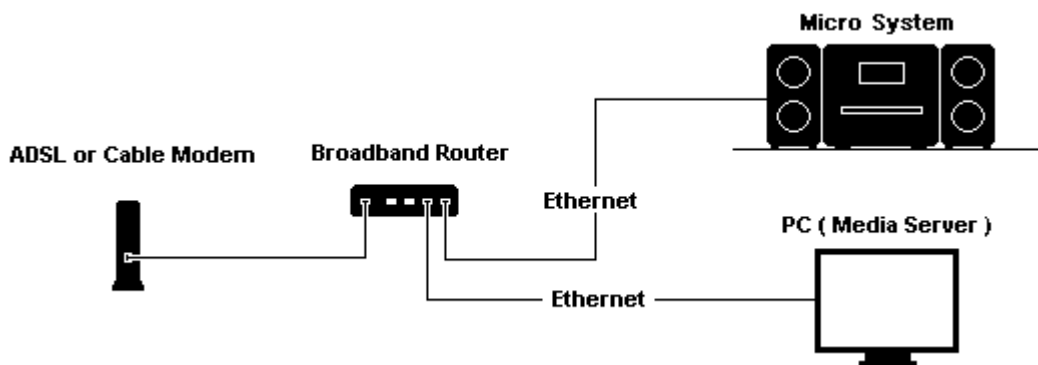 Micro System
ADSL or Cable Modem
Broadband Router
Ethernet
PC ( Media Server )
Ethernet